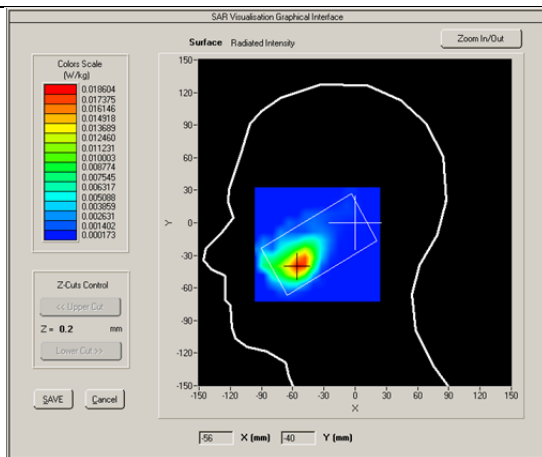 SAR Visualisation Graphical Interface
Surface Radiated Intensity
Zoom In/Out
Colors Scale
(W/kg)
0.018604
0.017375
0.016146
0.014918
0.013689
0.012460
0.011231
0.010003
0.008774
0.007545
0.006317
0.005088
0.003859
0.002631
0.001402
0.000173
Z-Cuts Control
<< Upper Cut
Z = 0.2 mm
Lower Cut >>
SAVE Cancel
150-
120-
90-
60-
30-
Y 0-
-30-
-60-
-90-
-120-
-150-
-150 -120 -90 -60 -30 0 30 60 90 120 150
X
-56 X (mm) -40 Y (mm)